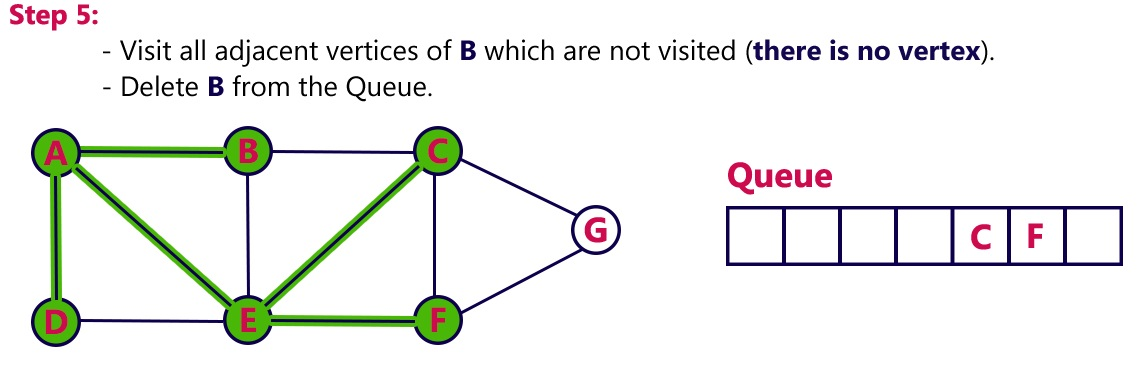 Step 5:
- Visit all adjacent vertices of B which are not visited (there is no vertex).
- Delete B from the Queue.
A B C
Queue
G
C F
D E F